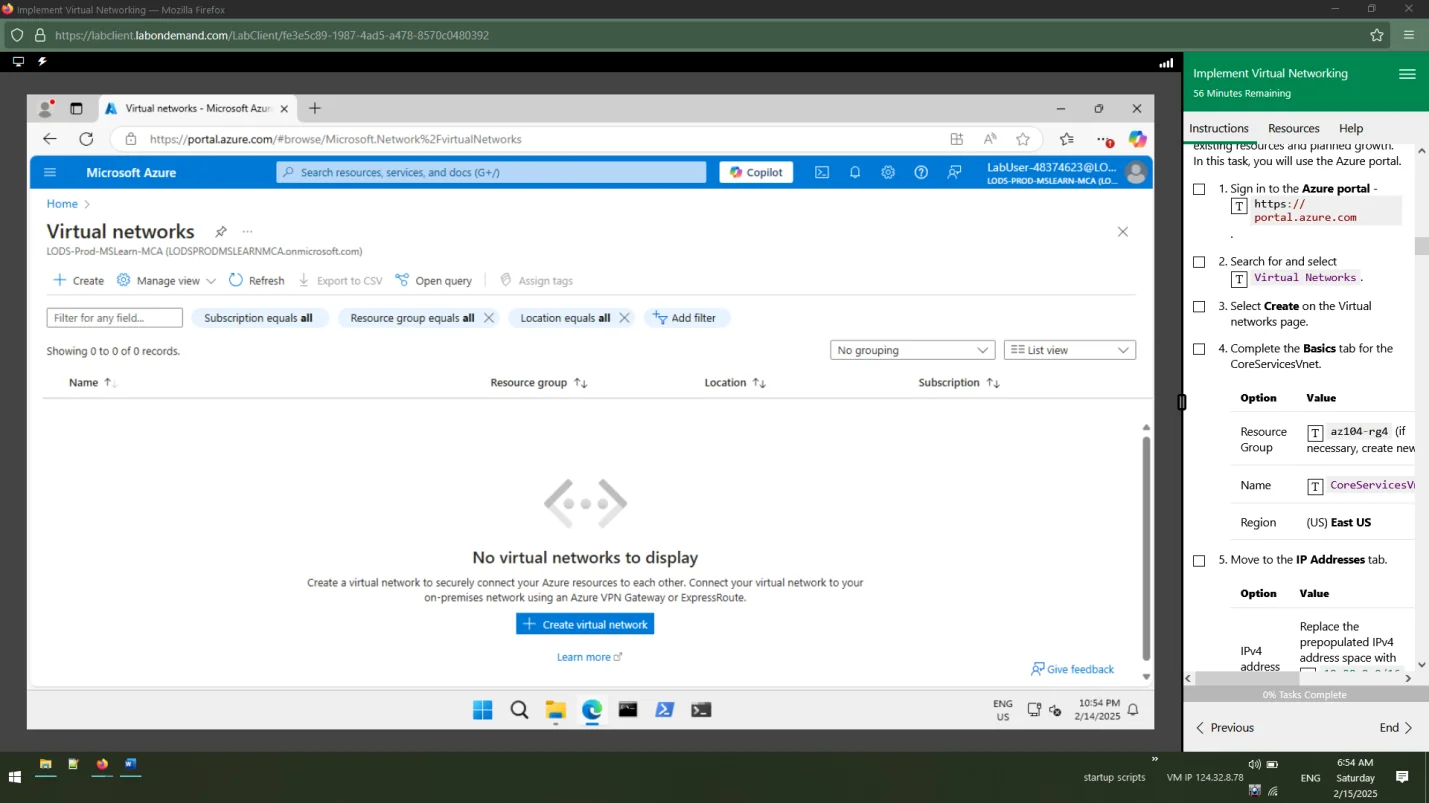 Implement Virtual Networking — Mozilla Firefox
https://labclient.labondemand.com/LabClient/fe3e5c89-1987-4ad5-a478-8570c0480392
Virtual networks - Microsoft Azur
https://portal.azure.com/#browse/Microsoft.Network%2FvirtualNetworks
Microsoft Azure
Search resources, services, and docs (G+/)
Copilot
LabUser-48374623@LO...
LODS-PROD-MSLEARN-MCA (LO...
Home
Virtual networks
LODS-Prod-MSLearn-MCA (LODSPRODMSLEARNMCA.onmicrosoft.com)
Create
Manage view
Refresh
Export to CSV
Open query
Assign tags
Filter for any field...
Subscription equals all
Resource group equals all
Location equals all
Add filter
Showing 0 to 0 of 0 records.
No grouping
List view
Name
Resource group
Location
Subscription
No virtual networks to display
Create a virtual network to securely connect your Azure resources to each other. Connect your virtual network to your
on-premises network using an Azure VPN Gateway or ExpressRoute.
Create virtual network
Learn more
Give feedback
ENG
US
10:54 PM
2/14/2025
Implement Virtual Networking
56 Minutes Remaining
Instructions
Resources
Help
existing resources and planned growth.
In this task, you will use the Azure portal.
1. Sign in to the Azure portal -
T https://
portal.azure.com
.
2. Search for and select
T Virtual Networks .
3. Select Create on the Virtual
networks page.
4. Complete the Basics tab for the
CoreServicesVnet.
Option Value
Resource
Group
T az104-rg4 (if
necessary, create new
Name
T CoreServicesVn
Region
(US) East US
5. Move to the IP Addresses tab.
Option Value
IPv4
address
Replace the
prepopulated IPv4
address space with
0% Tasks Complete
Previous
End
startup scripts
VM IP 124.32.8.78
ENG
6:54 AM
Saturday
2/15/2025